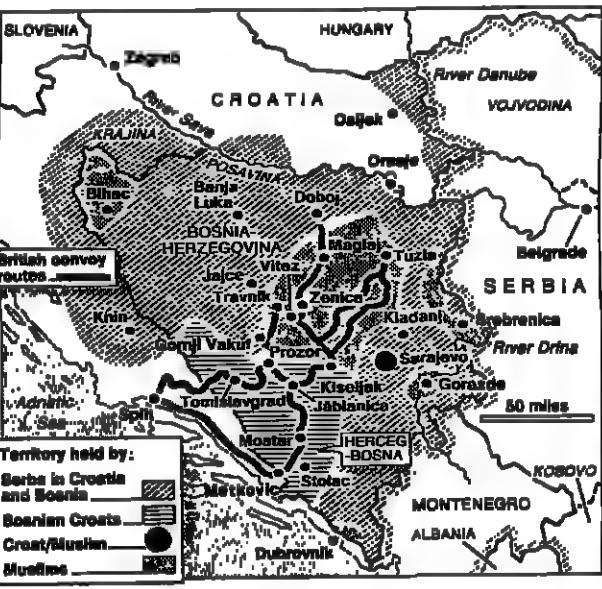 SLOVENIA
HUNGARY
Zagreb
River Danube
CROATIA
VOJVODINA
River Sava
Osijek
KRAJINA
POSAVINA
Orasje
Bihac
Banja
Luka
Doboj
BOSNIA-
HERZEGOVINA
Maglaj
Tuzla
Belgrade
British convoy
routes
Vitez
Jajce
Travnik
Zenica
SERBIA
Knin
Kladanj
Srebrenica
Gornji Vakuf
River Drina
Prozor
Sarajevo
Kiseljak
Gorazde
Adriatic
Sea
Split
Tomislavgrad
Jablanica
50 miles
Mostar
HERCEG
-BOSNA
Territory held by:
Serbs in Croatia
and Bosnia
Metkovic
Stolac
KOSOVO
Bosnian Croats
MONTENEGRO
Croat/Muslim
ALBANIA
Muslims
Dubrovnik